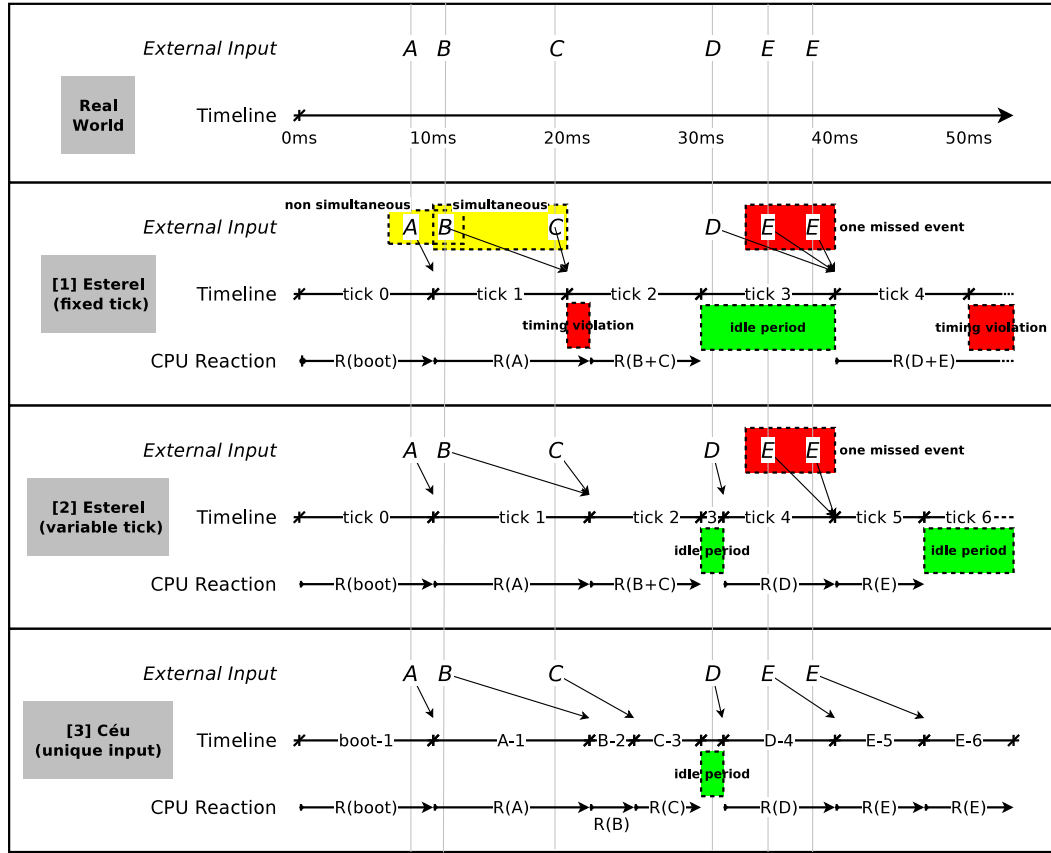 External Input A B C D E E
Real
World
Timeline
0ms 10ms 20ms 30ms 40ms 50ms
non simultaneous simultaneous
External Input A B C D E E one missed event
[1] Esterel
(fixed tick)
Timeline tick 0 tick 1 tick 2 tick 3 tick 4
timing violation idle period timing violation
CPU Reaction R(boot) R(A) R(B+C) R(D+E)
External Input A B C D E E one missed event
[2] Esterel
(variable tick)
Timeline tick 0 tick 1 tick 2 3 tick 4 tick 5 tick 6
idle period idle period
CPU Reaction R(boot) R(A) R(B+C) R(D) R(E)
External Input A B C D E E
[3] Céu
(unique input)
Timeline boot-1 A-1 B-2 C-3 D-4 E-5 E-6
idle period
CPU Reaction R(boot) R(A) R(B) R(C) R(D) R(E) R(E)